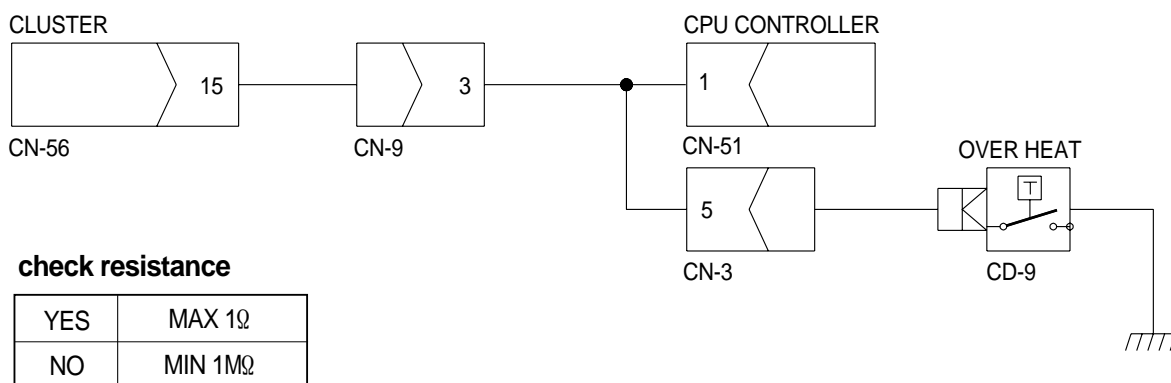 CLUSTER
CPU CONTROLLER
15
3
1
CN-56
CN-9
CN-51
OVER HEAT
T
5
CN-3
CD-9
check resistance
YES MAX 1Ω
NO MIN 1MΩ